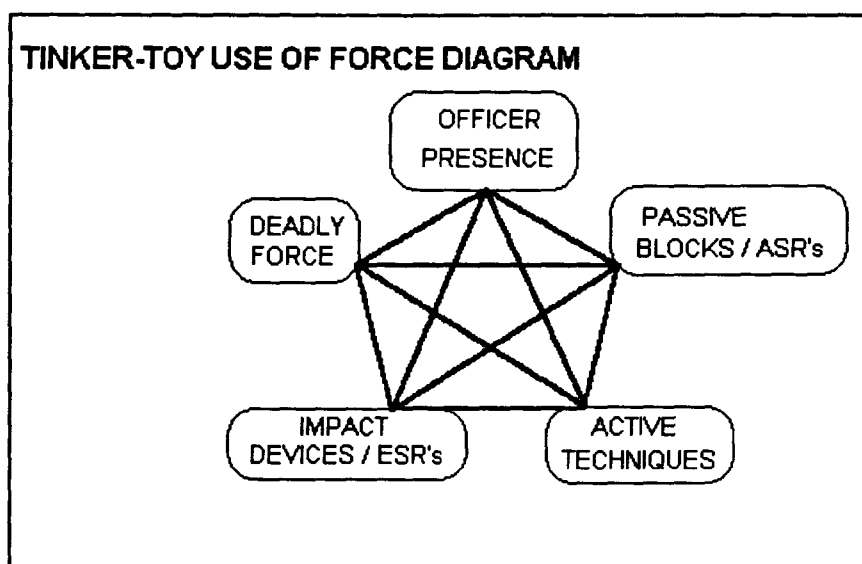 TINKER-TOY USE OF FORCE DIAGRAM
OFFICER
PRESENCE
DEADLY
FORCE
PASSIVE
BLOCKS / ASR's
IMPACT
DEVICES / ESR's
ACTIVE
TECHNIQUES